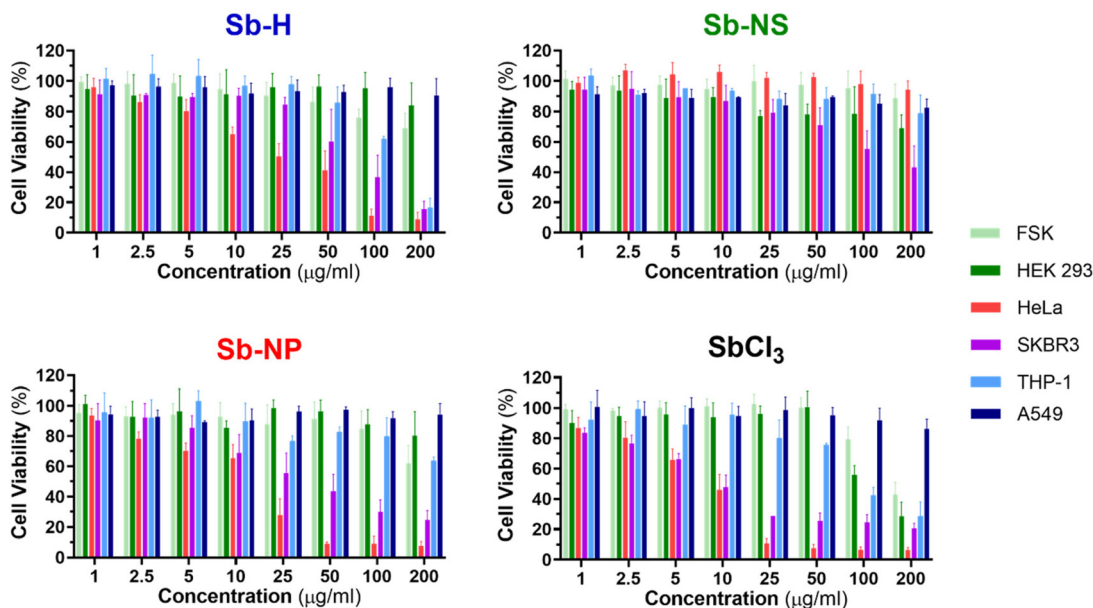 Sb-H
Cell Viability (%)
120
100
80
60
40
20
0
1 2.5 5 10 25 50 100 200
Concentration (μg/ml)
Sb-NS
Cell Viability (%)
120
100
80
60
40
20
0
1 2.5 5 10 25 50 100 200
Concentration (μg/ml)
Sb-NP
Cell Viability (%)
120
100
80
60
40
20
0
1 2.5 5 10 25 50 100 200
Concentration (μg/ml)
SbCl₃
Cell Viability (%)
120
100
80
60
40
20
0
1 2.5 5 10 25 50 100 200
Concentration (μg/ml)
FSK
HEK 293
HeLa
SKBR3
THP-1
A549